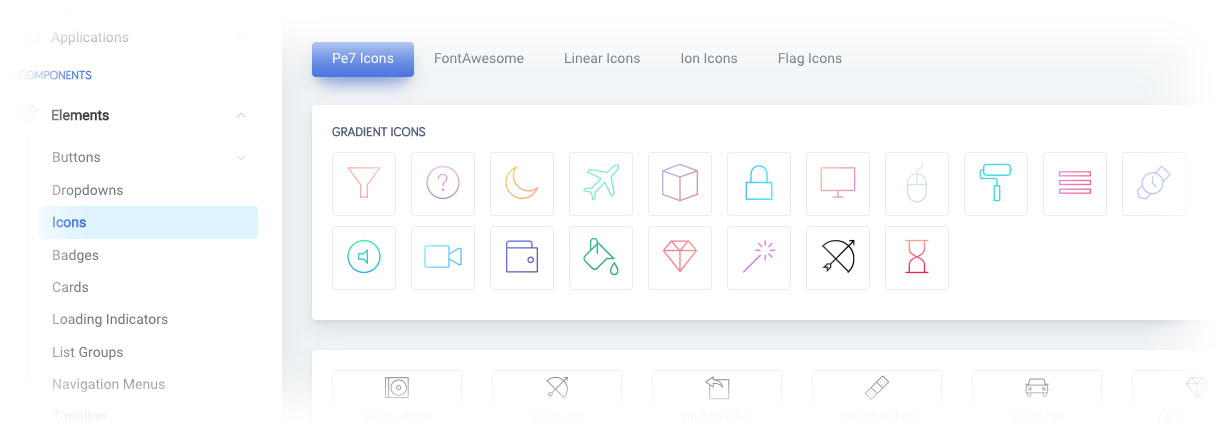 Applications
COMPONENTS
Elements
Buttons
Dropdowns
Icons
Badges
Cards
Loading Indicators
List Groups
Navigation Menus
Timeline
Pe7 Icons FontAwesome Linear Icons Ion Icons Flag Icons
GRADIENT ICONS
pe-7s-album pe-7s-arc pe-7s-back-2 pe-7s-bandaid pe-7s-car